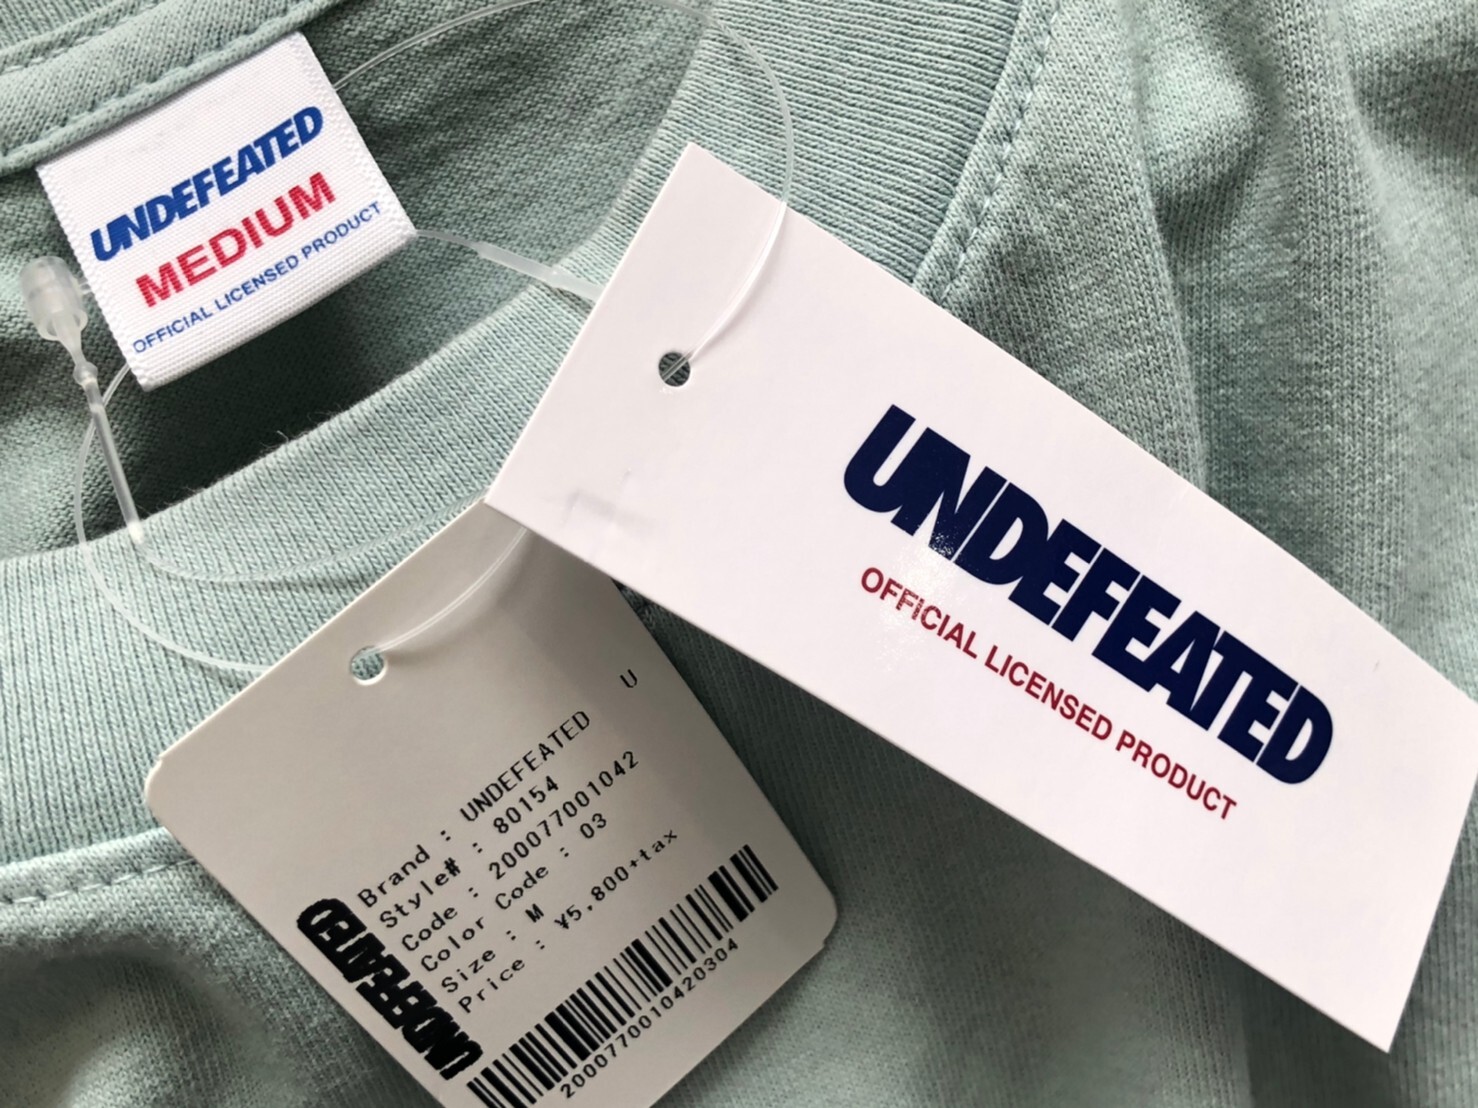 UNDEFEATED
MEDIUM
OFFICIAL LICENSED PRODUCT
UNDEFEATED
OFFICIAL LICENSED PRODUCT
U
Brand : UNDEFEATED
Style# : 80154
Code : 200077001042
Color Code : 03
Size : M
Price : ¥5,800+tax
2000770010420304
UNDEFEATED